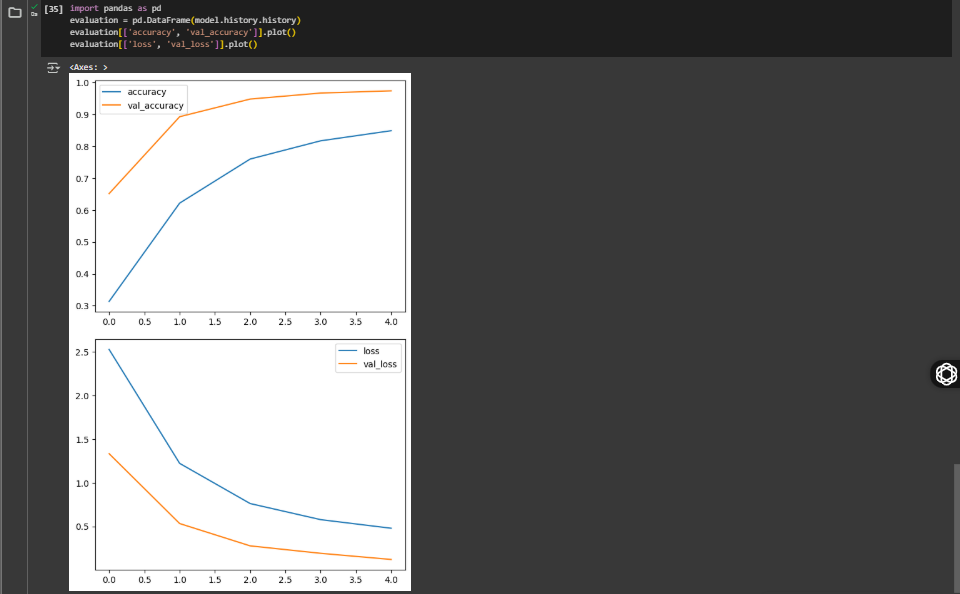 [35] import pandas as pd
evaluation = pd.DataFrame(model.history.history)
evaluation[['accuracy', 'val_accuracy']].plot()
evaluation[['loss', 'val_loss']].plot()
<Axes: >
1.0
accuracy
val_accuracy
0.9
0.8
0.7
0.6
0.5
0.4
0.3
0.0 0.5 1.0 1.5 2.0 2.5 3.0 3.5 4.0
loss
val_loss
2.5
2.0
1.5
1.0
0.5
0.0 0.5 1.0 1.5 2.0 2.5 3.0 3.5 4.0